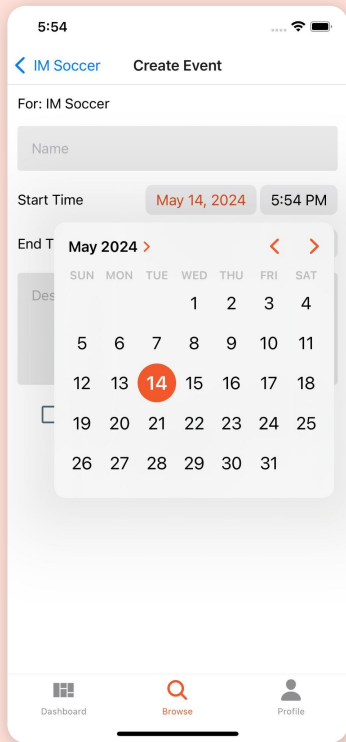 5:54
IM Soccer Create Event
For: IM Soccer
Name
Start Time May 14, 2024 5:54 PM
End T
May 2024
SUN MON TUE WED THU FRI SAT
1 2 3 4
Des
5 6 7 8 9 10 11
12 13 14 15 16 17 18
19 20 21 22 23 24 25
26 27 28 29 30 31
Dashboard Browse Profile